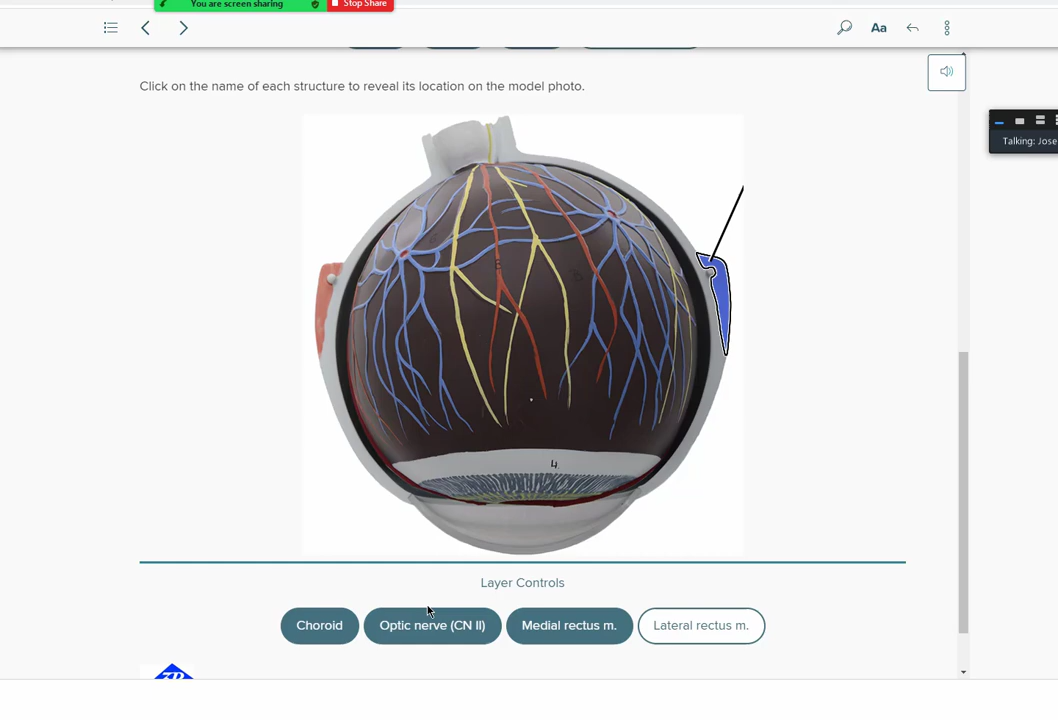 You are screen sharing
Stop Share
Aa
Click on the name of each structure to reveal its location on the model photo.
Talking: Jose
4
Layer Controls
Choroid
Optic nerve (CN II)
Medial rectus m.
Lateral rectus m.